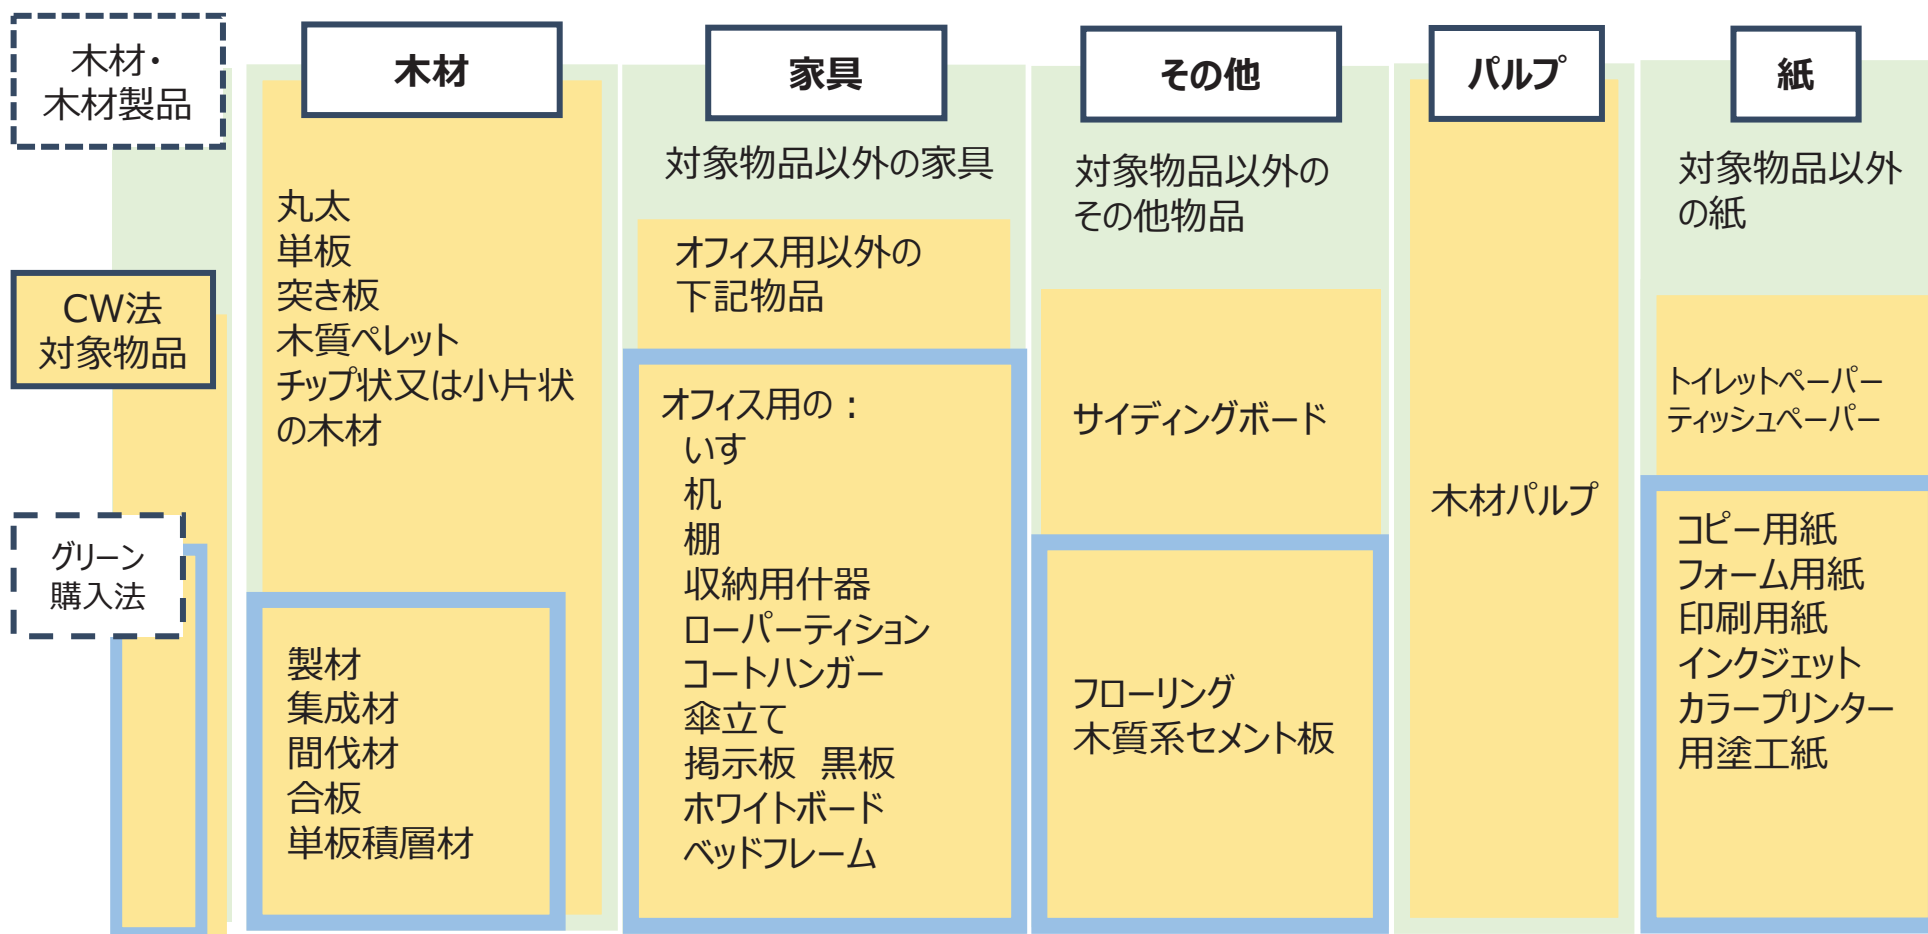 木材・
木材製品
CW法
対象物品
グリーン
購入法
木材
丸太
単板
突き板
木質ペレット
チップ状又は小片状
の木材
製材
集成材
間伐材
合板
単板積層材
家具
対象物品以外の家具
オフィス用以外の
下記物品
オフィス用の：
いす
机
棚
収納用什器
ローパーティション
コートハンガー
傘立て
掲示板　黒板
ホワイトボード
ベッドフレーム
その他
対象物品以外の
その他物品
サイディングボード
フローリング
木質系セメント板
パルプ
木材パルプ
紙
対象物品以外
の紙
トイレットペーパー
ティッシュペーパー
コピー用紙
フォーム用紙
印刷用紙
インクジェット
カラープリンター
用塗工紙